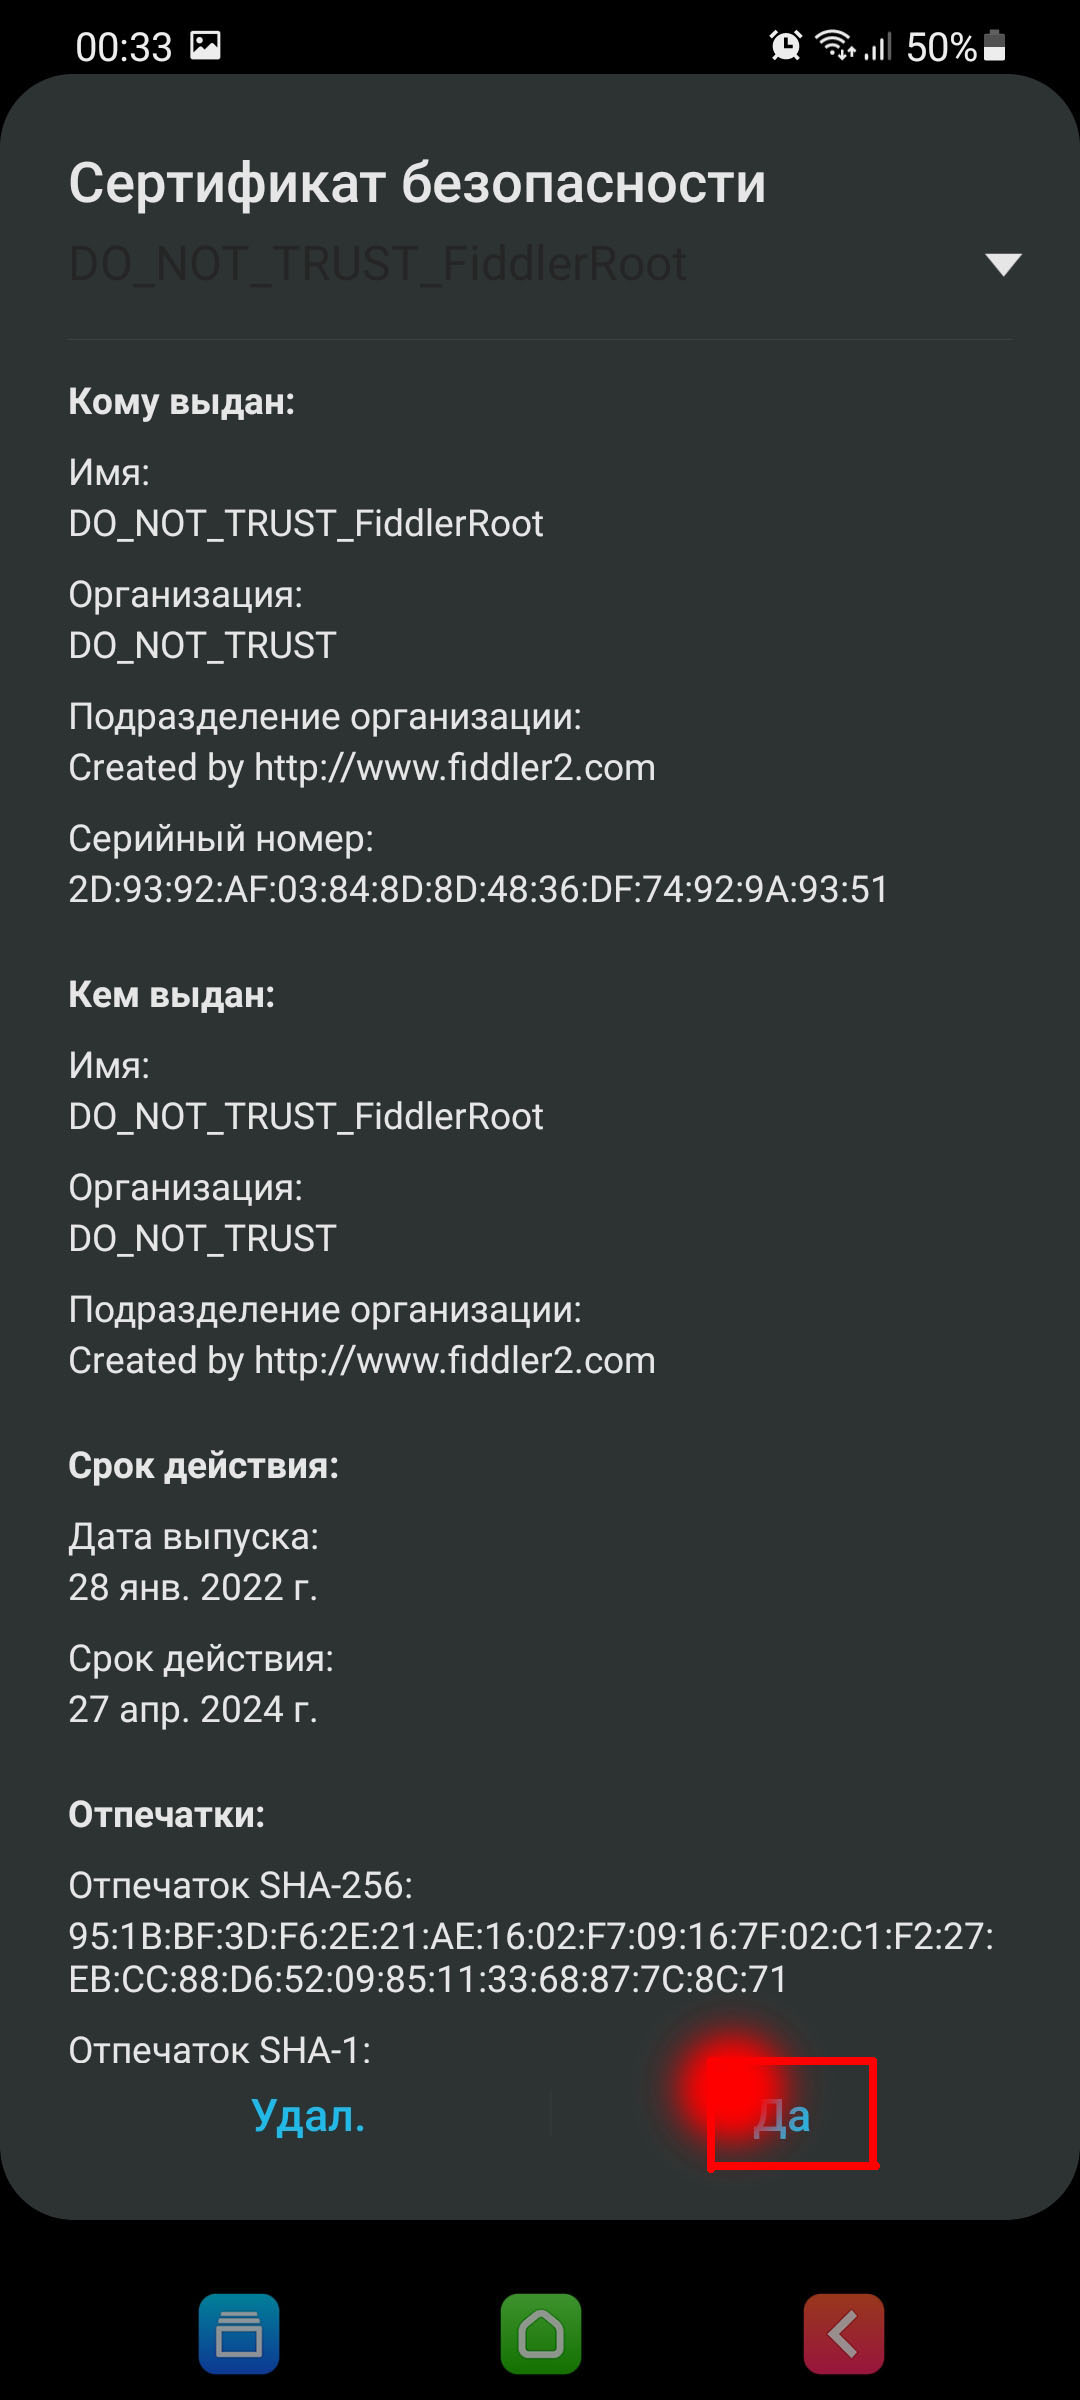 00:33
50%
Сертификат безопасности
DO_NOT_TRUST_FiddlerRoot
Кому выдан:
Имя:
DO_NOT_TRUST_FiddlerRoot
Организация:
DO_NOT_TRUST
Подразделение организации:
Created by http://www.fiddler2.com
Серийный номер:
2D:93:92:AF:03:84:8D:8D:48:36:DF:74:92:9A:93:51
Кем выдан:
Имя:
DO_NOT_TRUST_FiddlerRoot
Организация:
DO_NOT_TRUST
Подразделение организации:
Created by http://www.fiddler2.com
Срок действия:
Дата выпуска:
28 янв. 2022 г.
Срок действия:
27 апр. 2024 г.
Отпечатки:
Отпечаток SHA-256:
95:1B:BF:3D:F6:2E:21:AE:16:02:F7:09:16:7F:02:C1:F2:27:
EB:CC:88:D6:52:09:85:11:33:68:87:7C:8C:71
Отпечаток SHA-1:
Удал.
Да